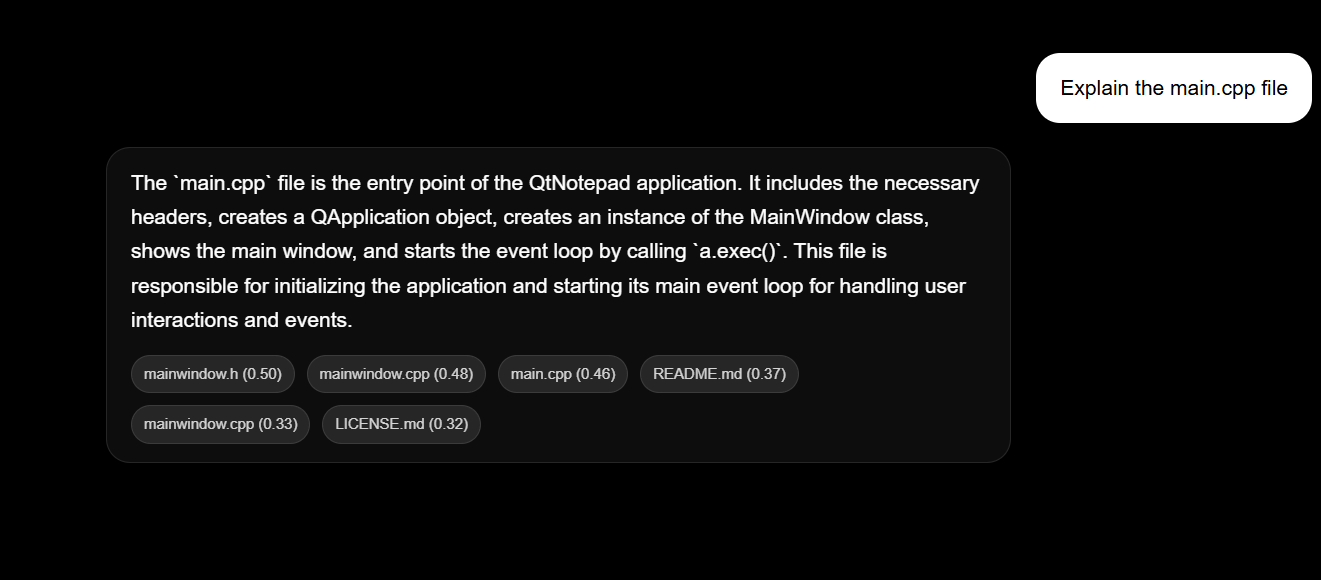 Explain the main.cpp file
The `main.cpp` file is the entry point of the QtNotepad application. It includes the necessary
headers, creates a QApplication object, creates an instance of the MainWindow class,
shows the main window, and starts the event loop by calling `a.exec()`. This file is
responsible for initializing the application and starting its main event loop for handling user
interactions and events.
mainwindow.h (0.50) mainwindow.cpp (0.48) main.cpp (0.46) README.md (0.37)
mainwindow.cpp (0.33) LICENSE.md (0.32)